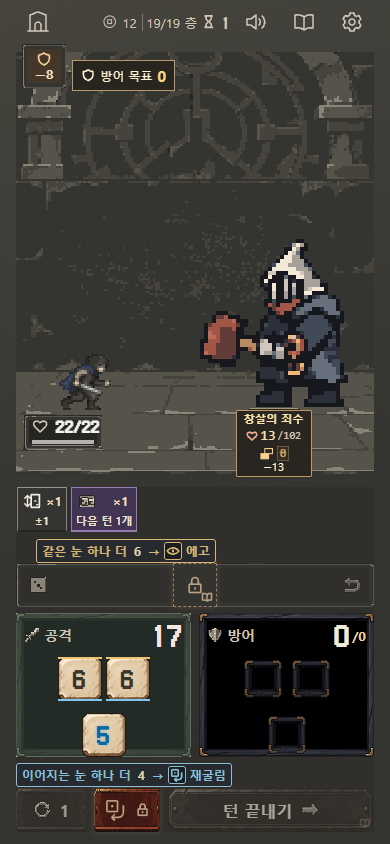 12 19/19 층 1
-8
방어 목표 0
22/22
창살의 죄수
13/102
8
-13
×1
±1
×1
다음 턴 1개
같은 눈 하나 더 6 → 에고
공격 17
6 6
5
방어 0/0
이어지는 눈 하나 더 4 → 재굴림
1
턴 끝내기 ➡